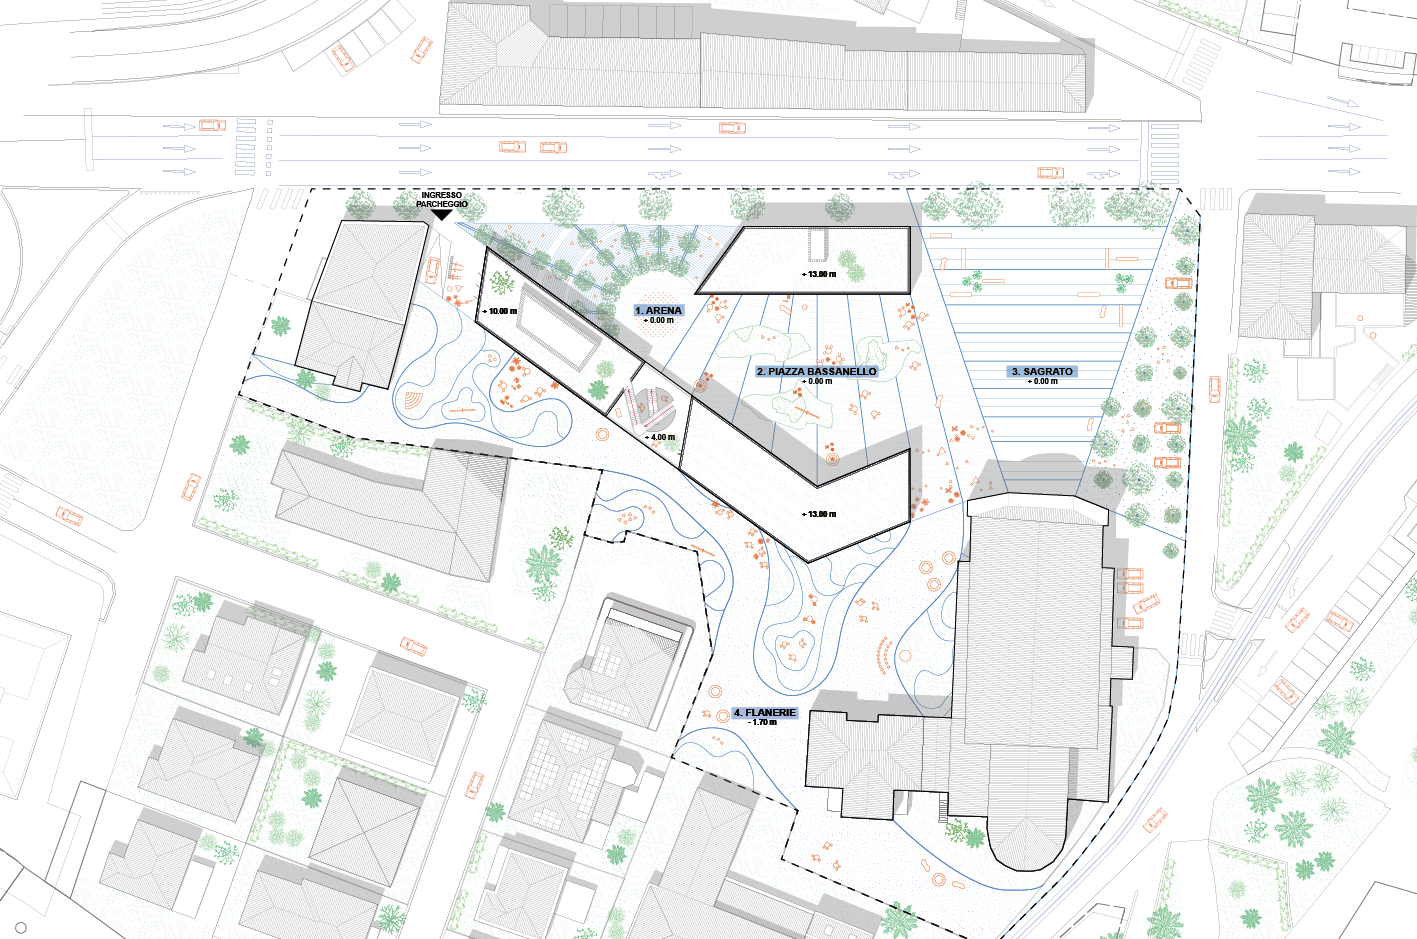 INGRESSO
PARCHEGGIO
+ 13.00 m
+ 10.00 m
1. ARENA
+ 0.00 m
2. PIAZZA BASSANELLO
+ 0.00 m
3. SAGRATO
+ 0.00 m
+ 4.00 m
+ 13.00 m
4. FLANERIE
- 1.70 m